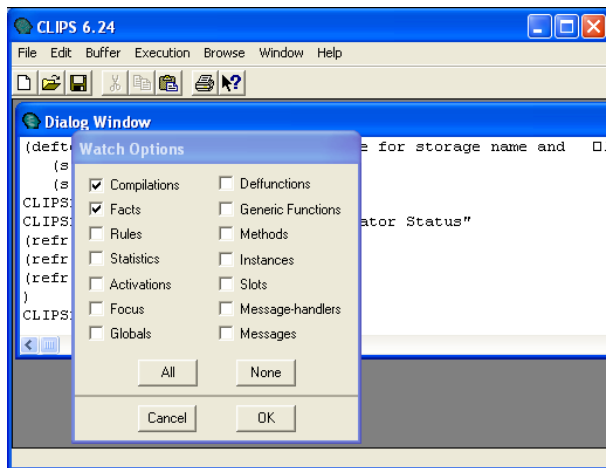 CLIPS 6.24
File Edit Buffer Execution Browse Window Help
Dialog Window
(defte
e for storage name and
(s
(s
CLIPS>
CLIPS>
ator Status"
(refr
(refr
(refr
)
CLIPS>
Watch Options
Compilations Deffunctions
Facts Generic Functions
Rules Methods
Statistics Instances
Activations Slots
Focus Message-handlers
Globals Messages
All None
Cancel OK